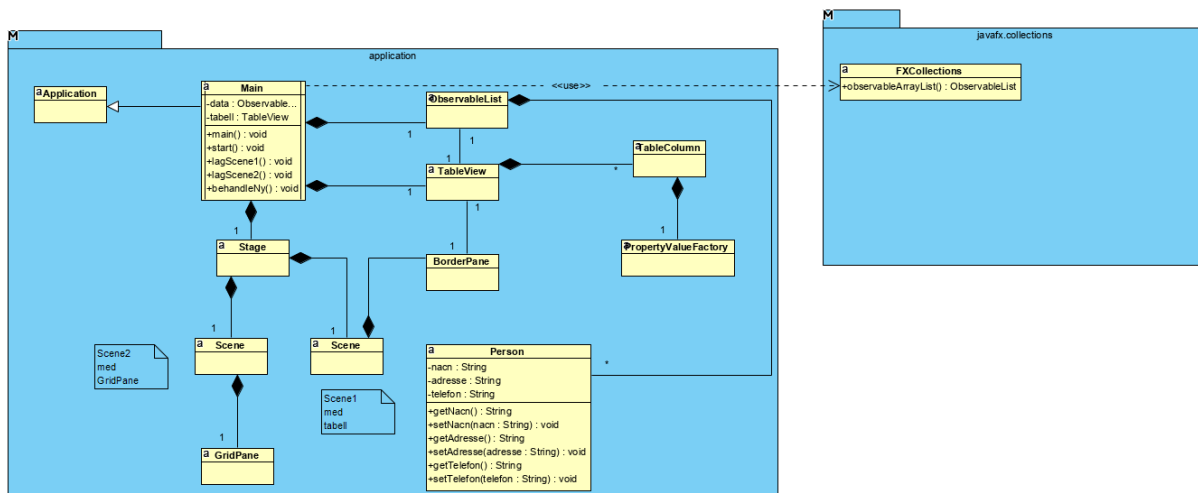 M
application
a
Application
a
Main
-data : Observable...
-tabell : TableView
+main() : void
+start() : void
+lagScene1() : void
+lagScene2() : void
+behandleNy() : void
<<use>>
a
ObservableList
1
1
a
TableView
1
1
a
TableColumn
*
a
PropertyValueFactory
1
a
Stage
1
BorderPane
1
a
Scene
1
a
Scene
1
Scene2
med
GridPane
Scene1
med
tabell
a
GridPane
1
a
Person
-nacn : String
-adresse : String
-telefon : String
+getNacn() : String
+setNacn(nacn : String) : void
+getAdresse() : String
+setAdresse(adresse : String) : void
+getTelefon() : String
+setTelefon(telefon : String) : void
*
M
javafx.collections
a
FXCollections
+observableArrayList() : ObservableList